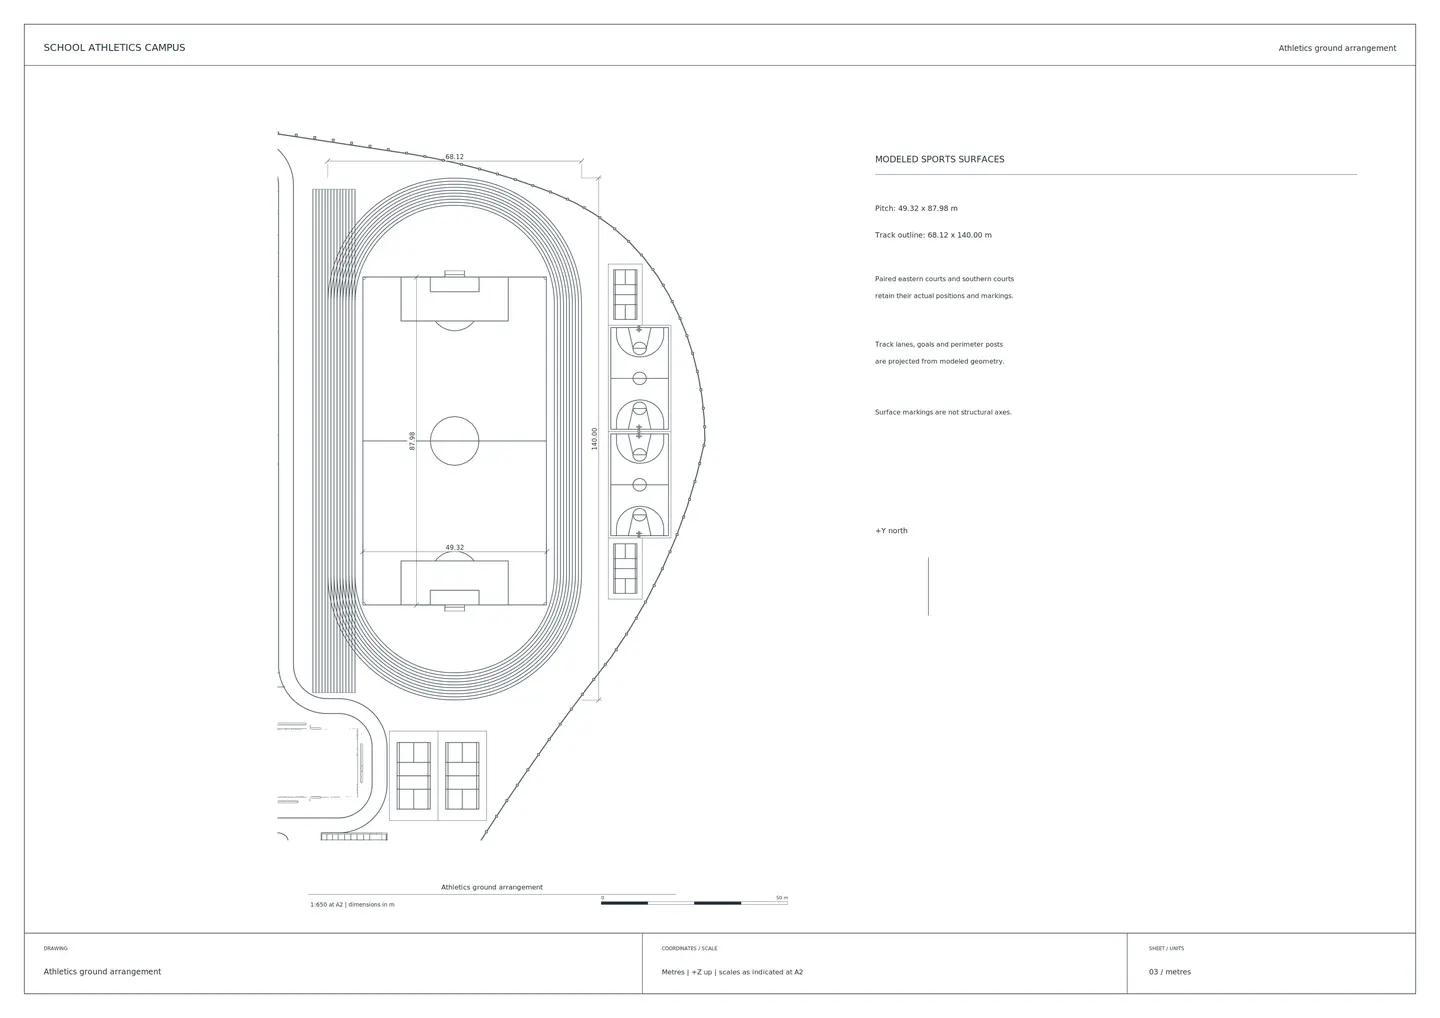 SCHOOL ATHLETICS CAMPUS
Athletics ground arrangement
68.12
87.98
140.00
49.32
MODELED SPORTS SURFACES
Pitch: 49.32 x 87.98 m
Track outline: 68.12 x 140.00 m
Paired eastern courts and southern courts
retain their actual positions and markings.
Track lanes, goals and perimeter posts
are projected from modeled geometry.
Surface markings are not structural axes.
+Y north
Athletics ground arrangement
1:650 at A2 | dimensions in m
0
50 m
DRAWING
Athletics ground arrangement
COORDINATES / SCALE
Metres | +Z up | scales as indicated at A2
SHEET / UNITS
03 / metres